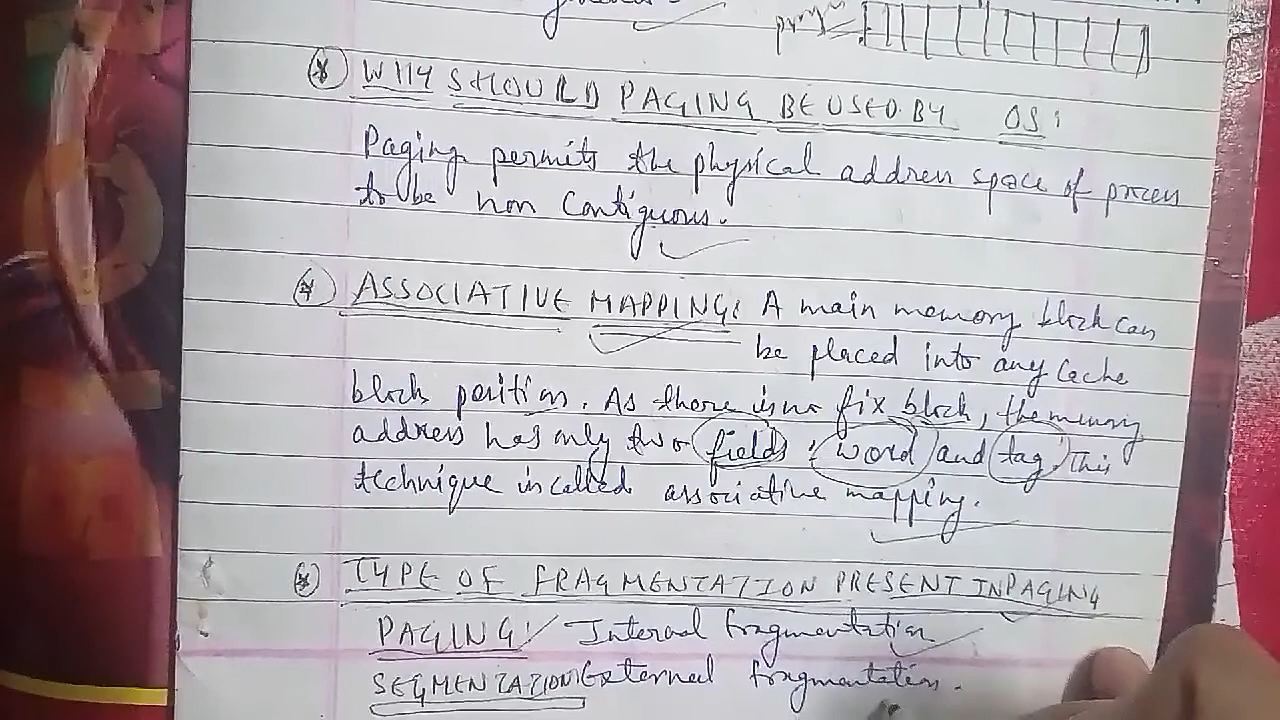 WHY SHOULD PAGING BE USED BY OS:
Paging permits the physical address space of process
to be non contiguous.
ASSOCIATIVE MAPPING: A main memory block can
be placed into any cache
block position. As there is no fix block, the memory
address has only two fields : word and tag. This
technique is called associative mapping.
TYPE OF FRAGMENTATION PRESENT IN PAGING
PAGING: Internal fragmentation
SEGMENTATION: External fragmentation.